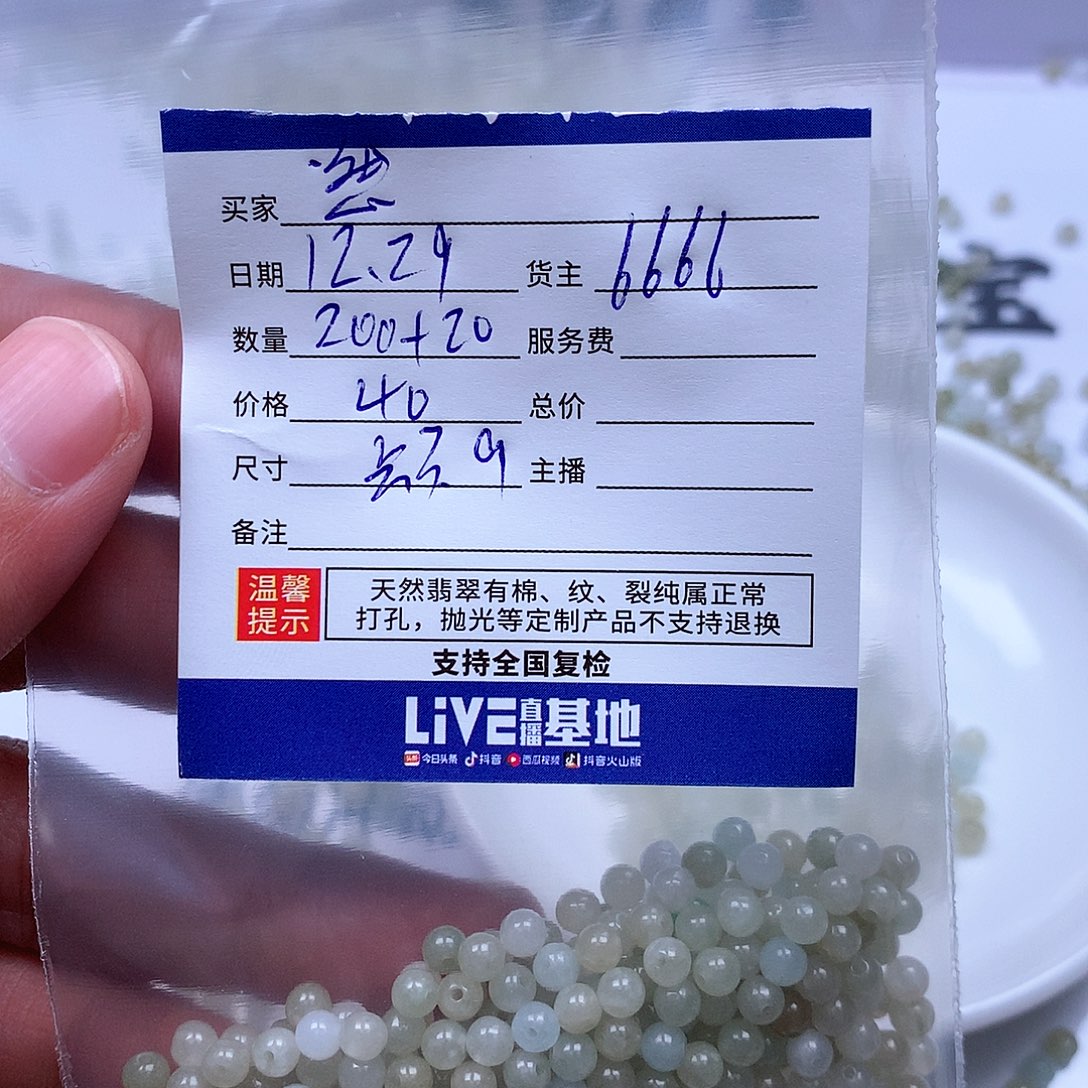 买家
日期 12.29 货主 6666
数量 200+20 服务费
价格 40 总价
尺寸 主播
备注
温馨提示
天然翡翠有棉、纹、裂纯属正常
打孔，抛光等定制产品不支持退换
支持全国复检
LiVE直播基地
头条 今日头条 抖音 西瓜视频 抖音火山版
宝